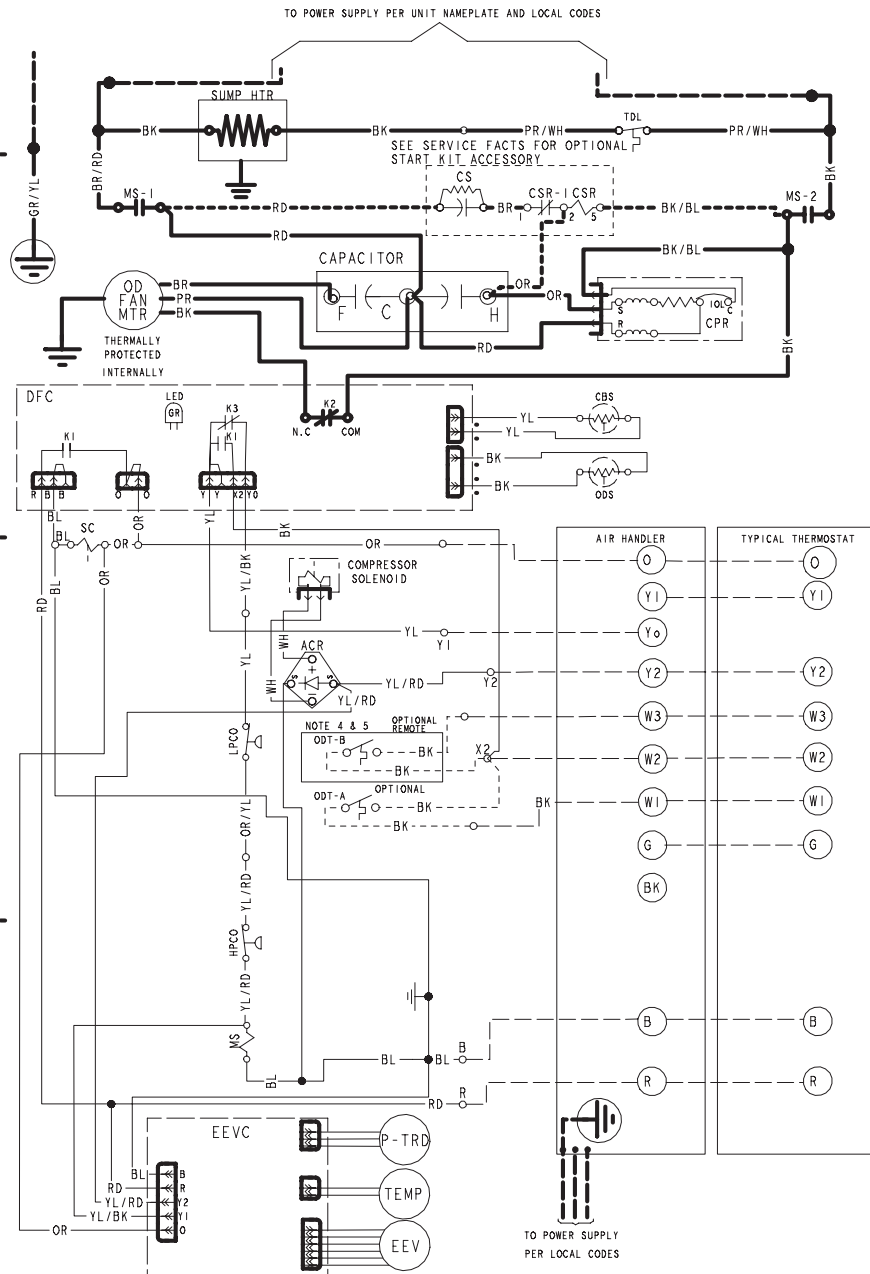 TO POWER SUPPLY PER UNIT NAMEPLATE AND LOCAL CODES
SUMP HTR
TDL
BK
BK
PR/WH
PR/WH
SEE SERVICE FACTS FOR OPTIONAL
START KIT ACCESSORY
BR/RD
BK
GR/YL
CS
CSR-1 CSR
MS-1
MS-2
RD
BR
1
2
5
BK/BL
RD
BK/BL
CAPACITOR
OD
FAN
MTR
BR
PR
BK
OR
OR
F
C
H
S
R
IOL
C
CPR
RD
BK
THERMALLY
PROTECTED
INTERNALLY
DFC
LED
GR
K3
K1
K1
K2
N.C
COM
CBS
YL
YL
BK
BK
ODS
R
B
B
O
O
Y
Y
X2
YO
BL
OR
YL
BK
SC
BL
OR
OR
AIR HANDLER
TYPICAL THERMOSTAT
O
O
COMPRESSOR
SOLENOID
YL/BK
RD
BL
OR
Y1
Y1
YL
Y1
Yo
WH
ACR
YL
WH
S
+
S
−
YL/RD
YL/RD
Y2
Y2
Y2
NOTE 4 & 5
OPTIONAL
REMOTE
W3
W3
ODT-B
BK
BK
X2
W2
W2
LPCO
ODT-A
OPTIONAL
BK
BK
BK
W1
W1
OR/YL
G
G
YL/RD
BK
HPCO
YL/RD
MS
B
B
B
BL
BL
BL
R
RD
R
R
EEVC
P-TRD
BL
B
RD
R
YL/RD
Y2
YL/BK
Y1
OR
O
TEMP
EEV
TO POWER SUPPLY
PER LOCAL CODES